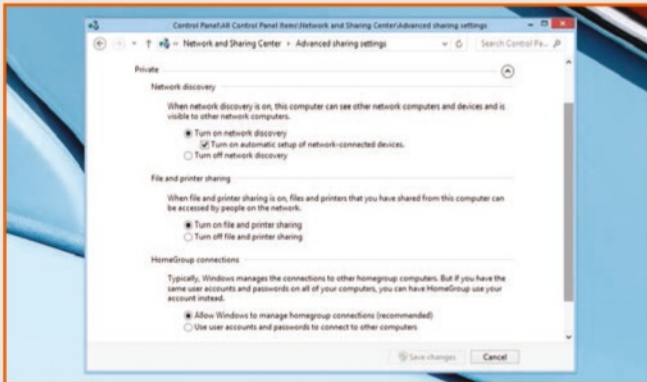 Control Panel\All Control Panel Items\Network and Sharing Center\Advanced sharing settings
Network and Sharing Center Advanced sharing settings Search Control Pa...
Private
Network discovery
When network discovery is on, this computer can see other network computers and devices and is
visible to other network computers.
Turn on network discovery
Turn on automatic setup of network-connected devices.
Turn off network discovery
File and printer sharing
When file and printer sharing is on, files and printers that you have shared from this computer can
be accessed by people on the network.
Turn on file and printer sharing
Turn off file and printer sharing
HomeGroup connections
Typically, Windows manages the connections to other homegroup computers. But if you have the
same user accounts and passwords on all of your computers, you can have HomeGroup use your
account instead.
Allow Windows to manage homegroup connections (recommended)
Use user accounts and passwords to connect to other computers
Save changes Cancel